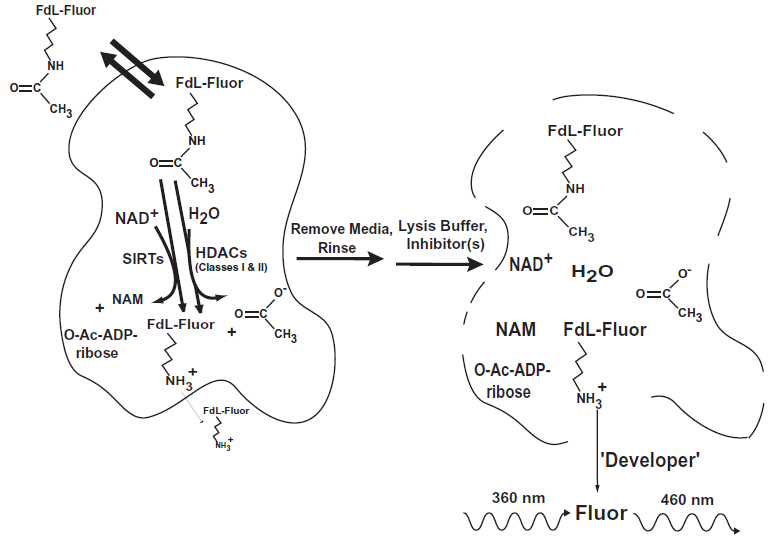 FdL-Fluor
NH
O=C
CH3
FdL-Fluor
NH
O=C
CH3
NAD+
H2O
SIRTs
HDACs
(Classes I & II)
NAM
+
O-Ac-ADP-
ribose
FdL-Fluor
+
O-
O=C
CH3
NH3+
FdL-Fluor
NH3+
Remove Media,
Rinse
Lysis Buffer,
Inhibitor(s)
FdL-Fluor
NH
O=C
CH3
NAD+
H2O
O-
O=C
CH3
NAM
FdL-Fluor
O-Ac-ADP-
ribose
NH3+
'Developer'
360 nm
Fluor
460 nm